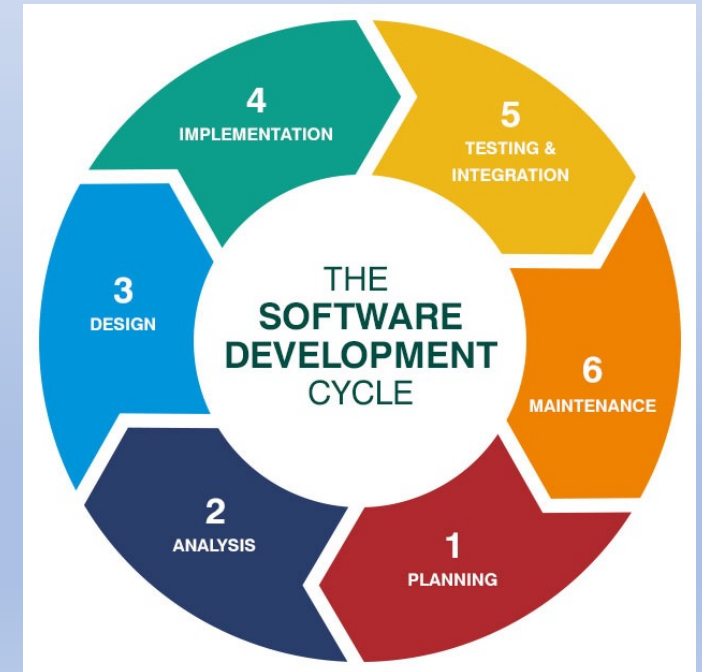 THE
SOFTWARE
DEVELOPMENT
CYCLE
1
PLANNING
2
ANALYSIS
3
DESIGN
4
IMPLEMENTATION
5
TESTING &
INTEGRATION
6
MAINTENANCE